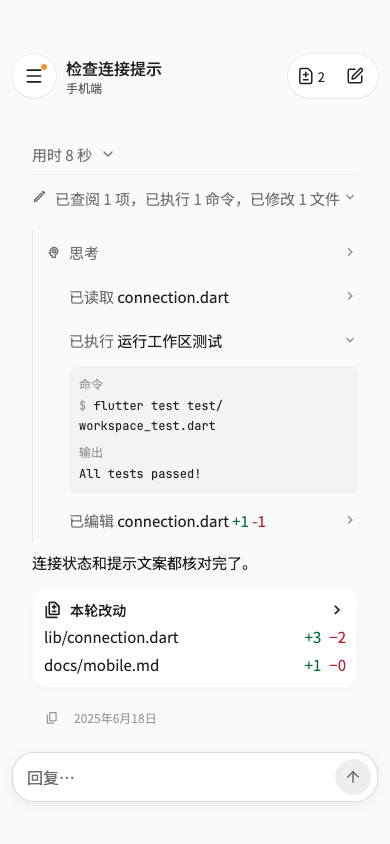 检查连接提示
手机端
2
用时 8 秒
已查阅 1 项，已执行 1 命令，已修改 1 文件
思考
已读取 connection.dart
已执行 运行工作区测试
命令
$ flutter test test/
workspace_test.dart
输出
All tests passed!
已编辑 connection.dart +1 -1
连接状态和提示文案都核对完了。
本轮改动
lib/connection.dart +3 −2
docs/mobile.md +1 −0
2025年6月18日
回复…